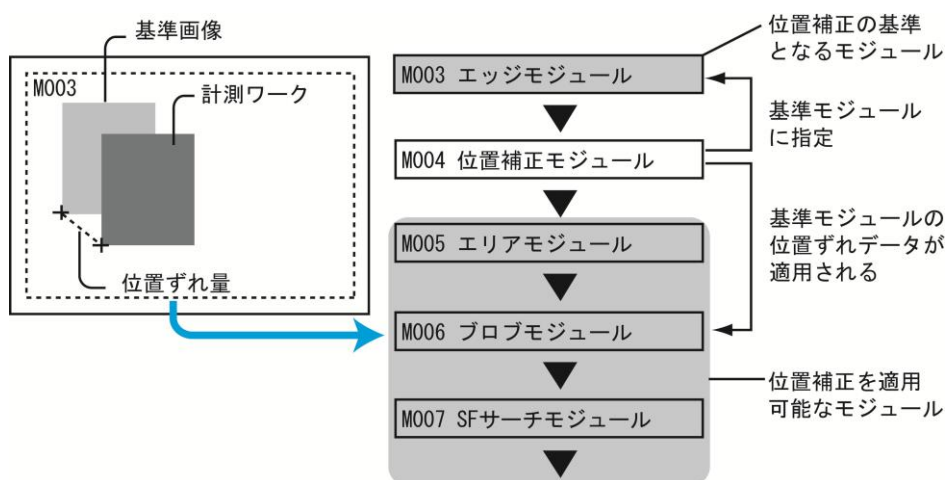 基準画像
M003
計測ワーク
位置ずれ量
M003 エッジモジュール
M004 位置補正モジュール
M005 エリアモジュール
M006 ブロブモジュール
M007 SFサーチモジュール
位置補正の基準
となるモジュール
基準モジュール
に指定
基準モジュールの
位置ずれデータが
適用される
位置補正を適用
可能なモジュール